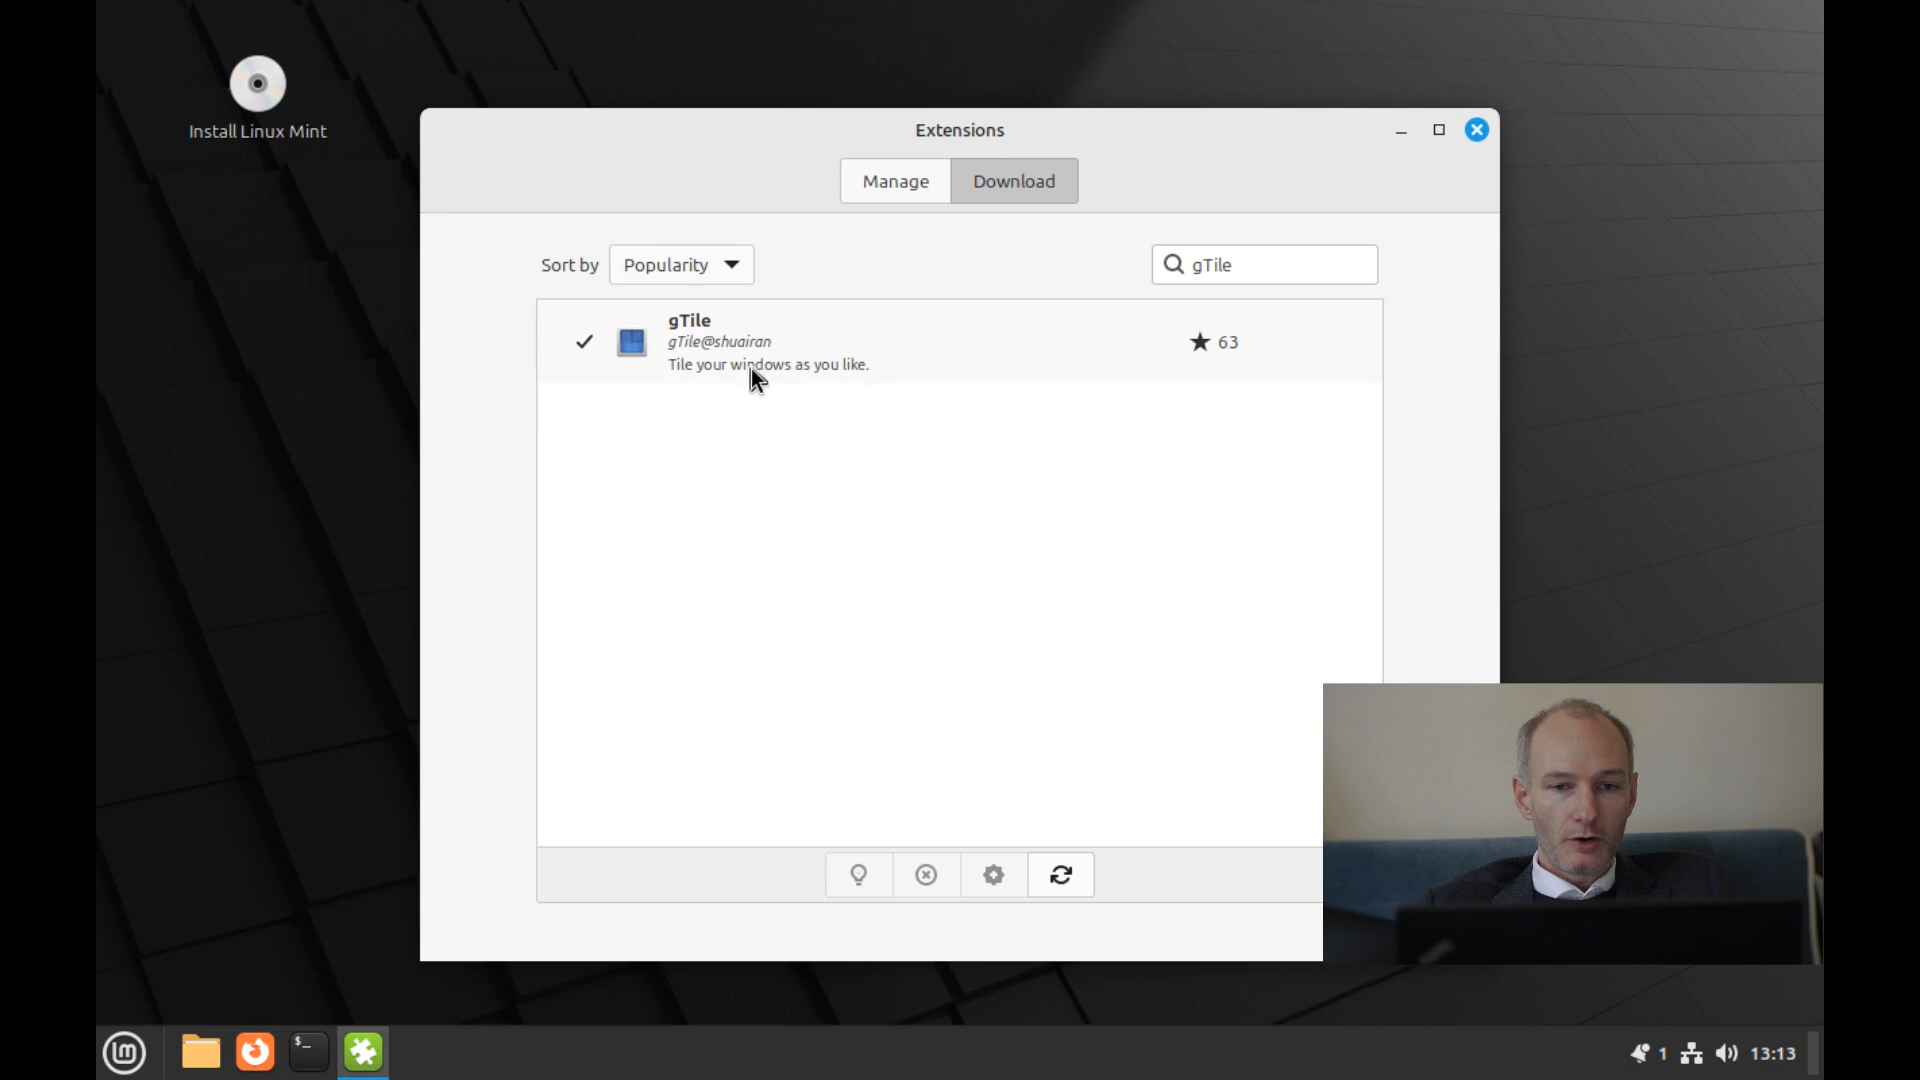 Install Linux Mint
Extensions
Manage
Download
Sort by
Popularity
gTile
gTile
gTile@shuairan
Tile your windows as you like.
63
$_
1
13:13